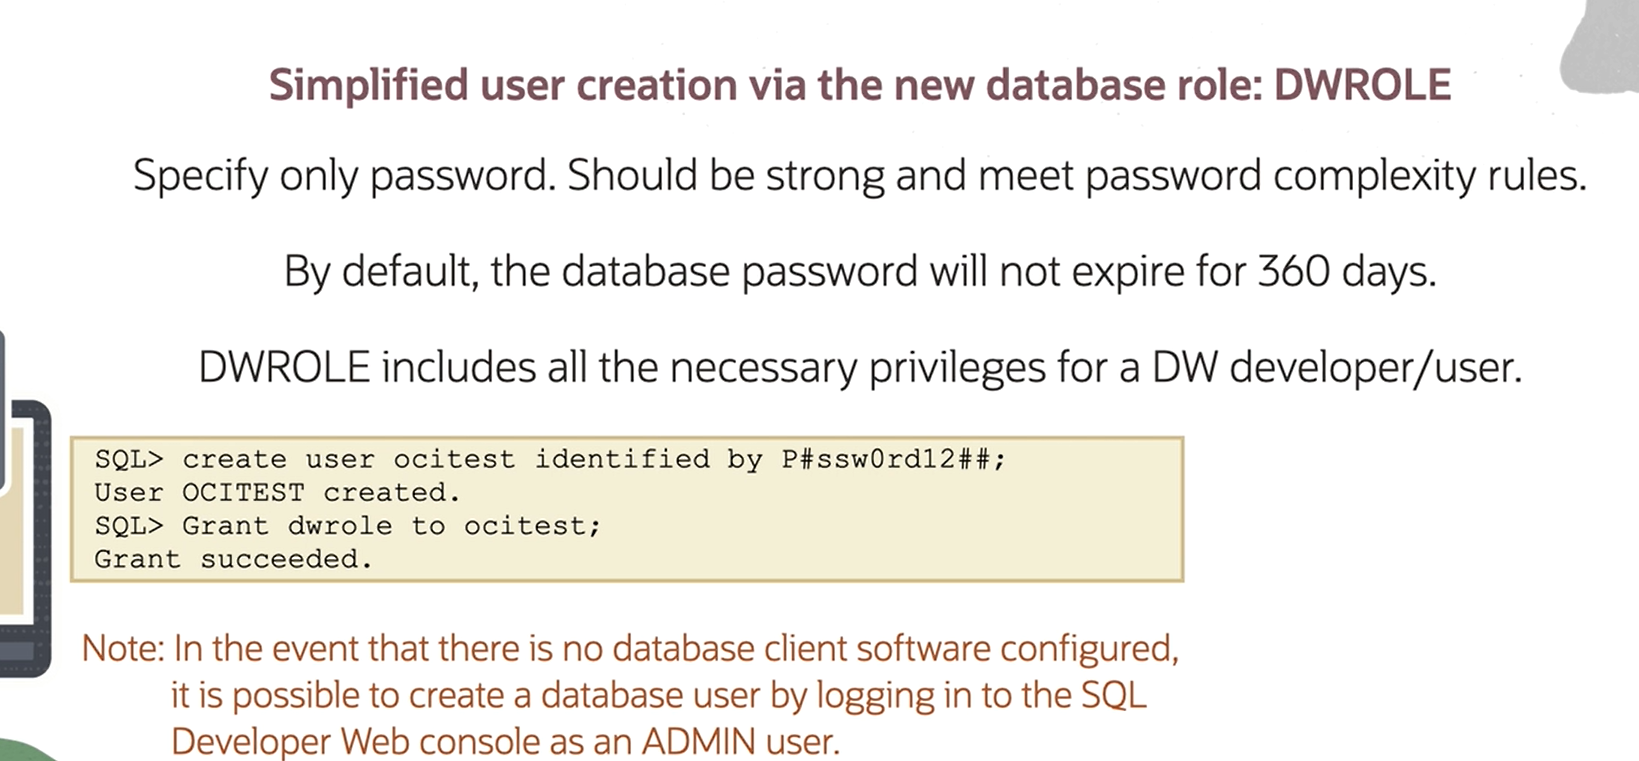 Simplified user creation via the new database role: DWROLE
Specify only password. Should be strong and meet password complexity rules.
By default, the database password will not expire for 360 days.
DWROLE includes all the necessary privileges for a DW developer/user.
SQL> create user ocitest identified by P#ssw0rd12##;
User OCITEST created.
SQL> Grant dwrole to ocitest;
Grant succeeded.
Note: In the event that there is no database client software configured,
it is possible to create a database user by logging in to the SQL
Developer Web console as an ADMIN user.